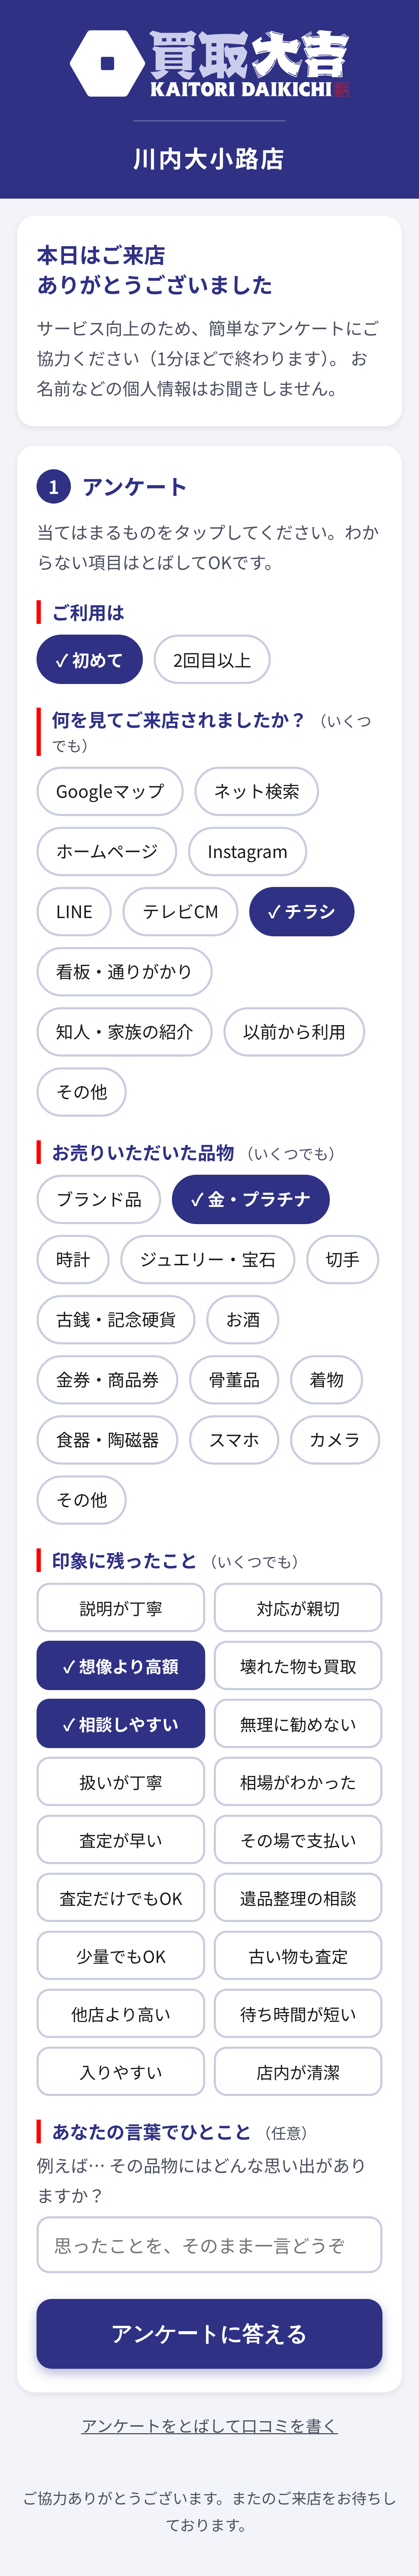 買取大吉
KAITORI DAIKICHI
川内大小路店
本日はご来店
ありがとうございました
サービス向上のため、簡単なアンケートにご
協力ください（1分ほどで終わります）。 お
名前などの個人情報はお聞きしません。
1 アンケート
当てはまるものをタップしてください。わか
らない項目はとばしてOKです。
ご利用は
✓ 初めて 2回目以上
何を見てご来店されましたか？ （いくつ
でも）
Googleマップ ネット検索
ホームページ Instagram
LINE テレビCM ✓ チラシ
看板・通りがかり
知人・家族の紹介 以前から利用
その他
お売りいただいた品物 （いくつでも）
ブランド品 ✓ 金・プラチナ
時計 ジュエリー・宝石 切手
古銭・記念硬貨 お酒
金券・商品券 骨董品 着物
食器・陶磁器 スマホ カメラ
その他
印象に残ったこと （いくつでも）
説明が丁寧 対応が親切
✓ 想像より高額 壊れた物も買取
✓ 相談しやすい 無理に勧めない
扱いが丁寧 相場がわかった
査定が早い その場で支払い
査定だけでもOK 遺品整理の相談
少量でもOK 古い物も査定
他店より高い 待ち時間が短い
入りやすい 店内が清潔
あなたの言葉でひとこと （任意）
例えば… その品物にはどんな思い出があり
ますか？
思ったことを、そのまま一言どうぞ
アンケートに答える
アンケートをとばして口コミを書く
ご協力ありがとうございます。またのご来店をお待ちし
ております。